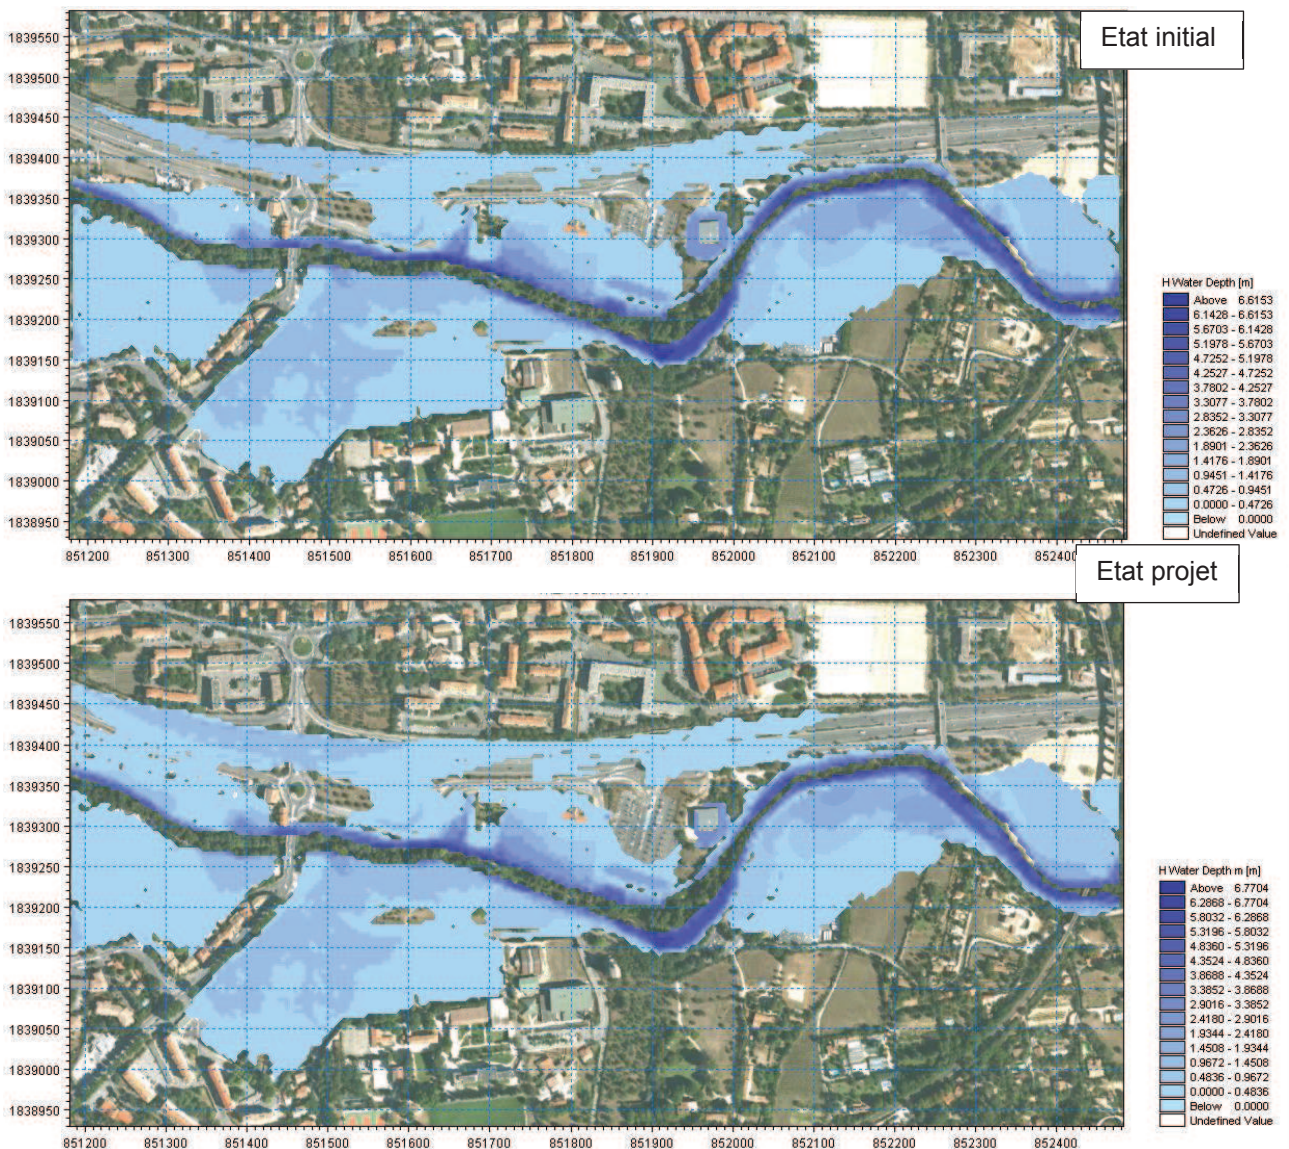 Etat initial
1839550
1839500
1839450
1839400
1839350
1839300
1839250
1839200
1839150
1839100
1839050
1839000
1838950
851200 851300 851400 851500 851600 851700 851800 851900 852000 852100 852200 852300 852400
H Water Depth [m]
Above 6.6153
6.1428 - 6.6153
5.6703 - 6.1428
5.1978 - 5.6703
4.7252 - 5.1978
4.2527 - 4.7252
3.7802 - 4.2527
3.3077 - 3.7802
2.8352 - 3.3077
2.3626 - 2.8352
1.8901 - 2.3626
1.4176 - 1.8901
0.9451 - 1.4176
0.4726 - 0.9451
0.0000 - 0.4726
Below 0.0000
Undefined Value
Etat projet
1839550
1839500
1839450
1839400
1839350
1839300
1839250
1839200
1839150
1839100
1839050
1839000
1838950
851200 851300 851400 851500 851600 851700 851800 851900 852000 852100 852200 852300 852400
H Water Depth m [m]
Above 6.7704
6.2868 - 6.7704
5.8032 - 6.2868
5.3196 - 5.8032
4.8360 - 5.3196
4.3524 - 4.8360
3.8688 - 4.3524
3.3852 - 3.8688
2.9016 - 3.3852
2.4180 - 2.9016
1.9344 - 2.4180
1.4508 - 1.9344
0.9672 - 1.4508
0.4836 - 0.9672
0.0000 - 0.4836
Below 0.0000
Undefined Value